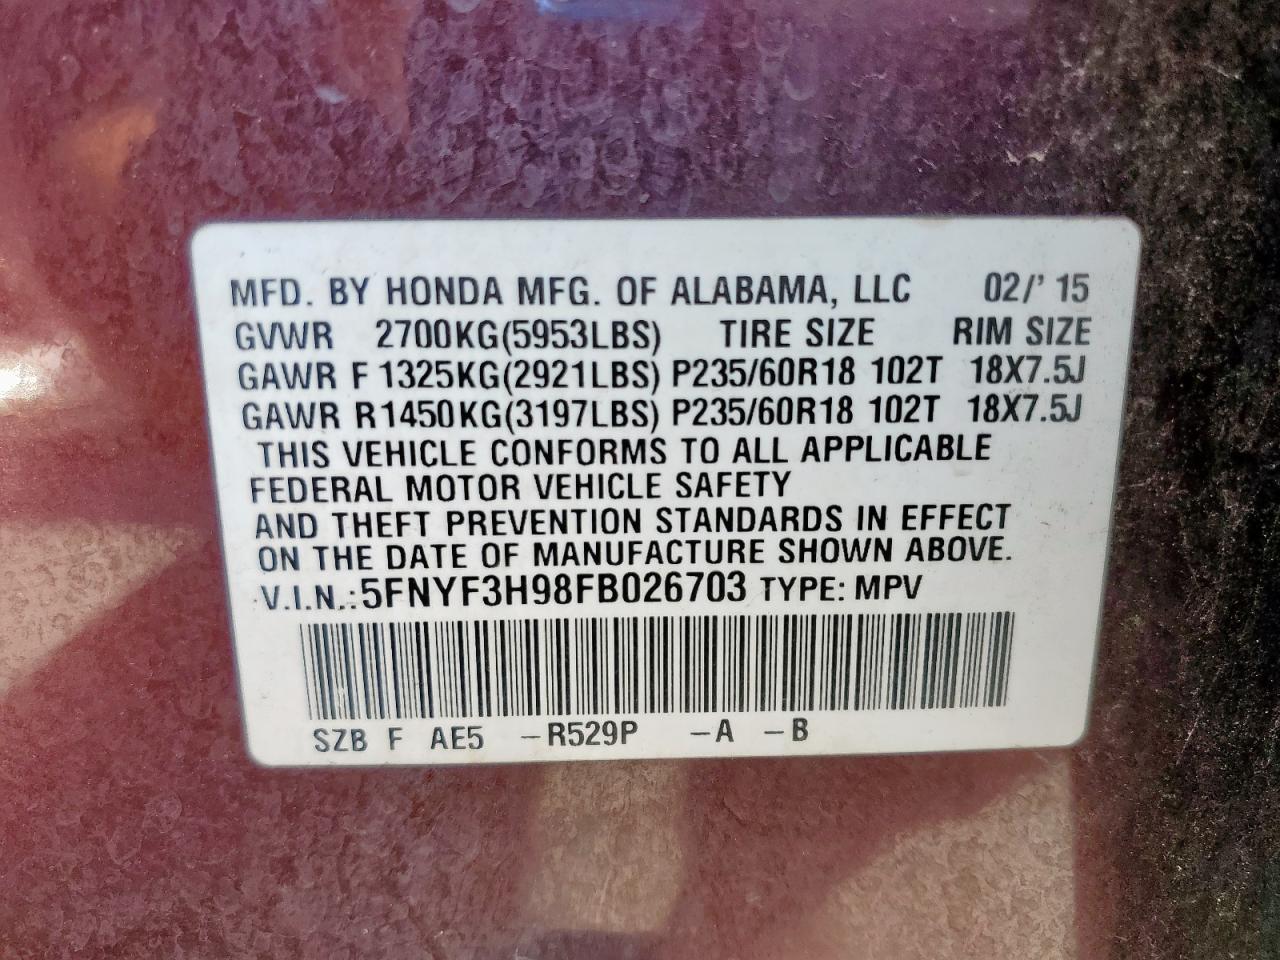 MFD. BY HONDA MFG. OF ALABAMA, LLC 02/' 15
GVWR 2700KG(5953LBS) TIRE SIZE RIM SIZE
GAWR F 1325KG(2921LBS) P235/60R18 102T 18X7.5J
GAWR R1450KG(3197LBS) P235/60R18 102T 18X7.5J
THIS VEHICLE CONFORMS TO ALL APPLICABLE
FEDERAL MOTOR VEHICLE SAFETY
AND THEFT PREVENTION STANDARDS IN EFFECT
ON THE DATE OF MANUFACTURE SHOWN ABOVE.
V.I.N.: 5FNYF3H98FB026703 TYPE: MPV
SZB F AE5 -R529P -A -B